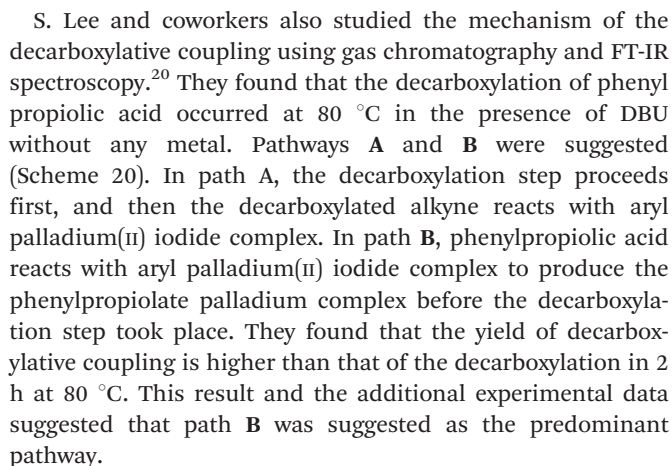 S. Lee and coworkers also studied the mechanism of the
decarboxylative coupling using gas chromatography and FT-IR
spectroscopy.20 They found that the decarboxylation of phenyl
propiolic acid occurred at 80 °C in the presence of DBU
without any metal. Pathways A and B were suggested
(Scheme 20). In path A, the decarboxylation step proceeds
first, and then the decarboxylated alkyne reacts with aryl
palladium(II) iodide complex. In path B, phenylpropiolic acid
reacts with aryl palladium(II) iodide complex to produce the
phenylpropiolate palladium complex before the decarboxyla-
tion step took place. They found that the yield of decarbox-
ylative coupling is higher than that of the decarboxylation in 2
h at 80 °C. This result and the additional experimental data
suggested that path B was suggested as the predominant
pathway.